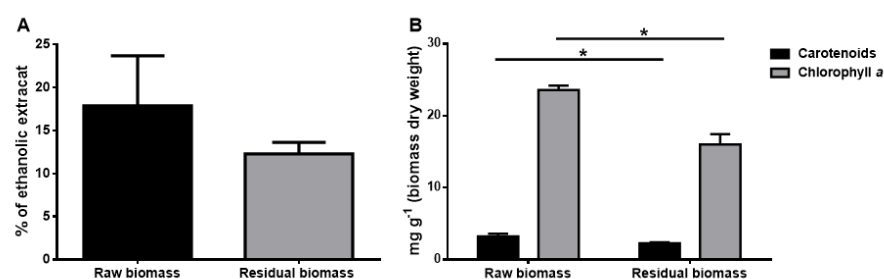 A
% of ethanolic extracat
25
20
15
10
5
0
Raw biomass
Residual biomass
B
mg g-1 (biomass dry weight)
30
20
10
0
*
*
Raw biomass
Residual biomass
Carotenoids
Chlorophyll a